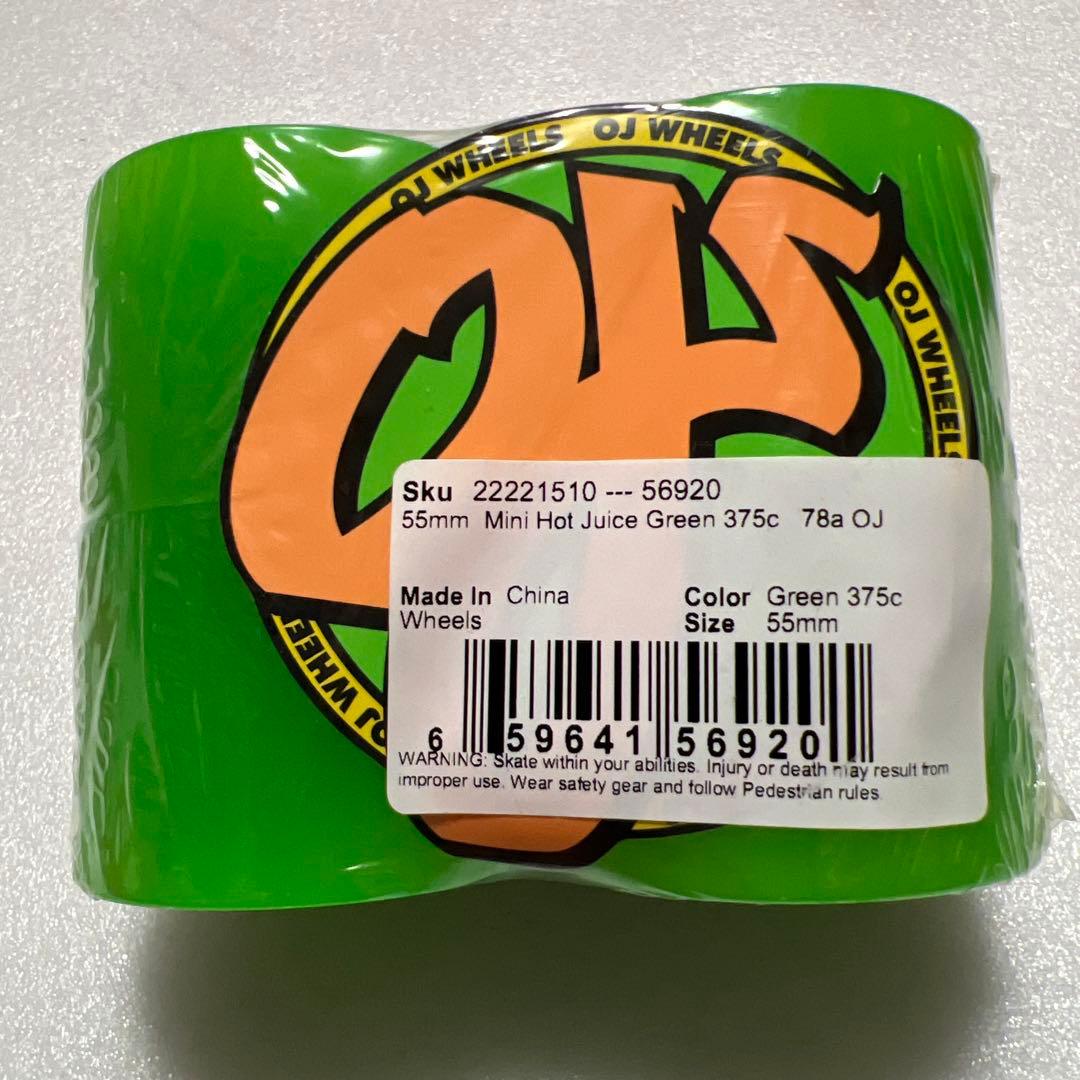 OJ WHEELS OJ WHEELS
OJ WHEELS
Sku 22221510 --- 56920
55mm Mini Hot Juice Green 375c 78a OJ
Made In China Color Green 375c
Wheels Size 55mm
OJ WHEE
6 59641 56920
WARNING: Skate within your abilities. Injury or death may result from
improper use. Wear safety gear and follow Pedestrian rules.